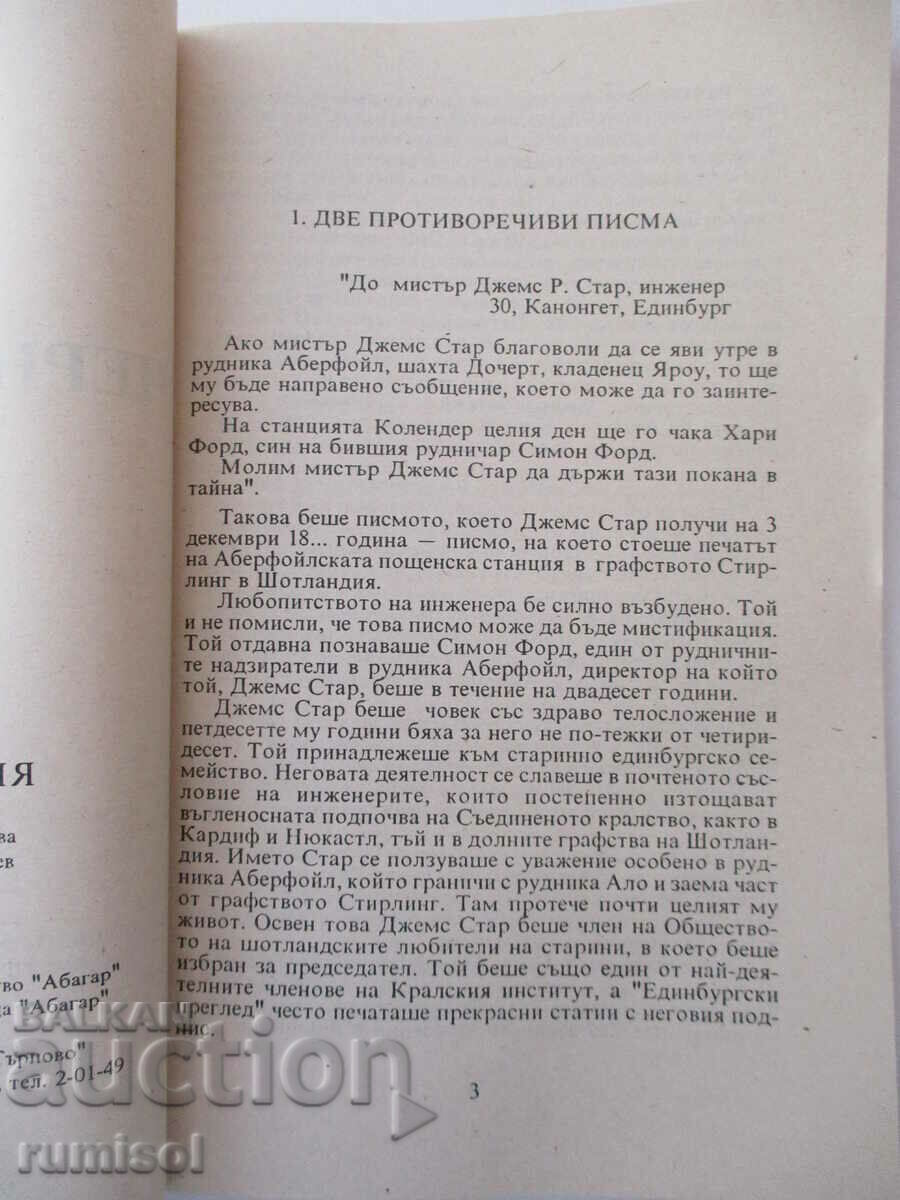 1. ДВЕ ПРОТИВОРЕЧИВИ ПИСМА
"До мистър Джемс Р. Стар, инженер
30, Канонгет, Единбург
Ако мистър Джемс Стар благоволи да се яви утре в
рудника Аберфойл, шахта Дочерт, кладенец Яроу, то ще
му бъде направено съобщение, което може да го заинте-
ресува.
На станцията Колендер целия ден ще го чака Хари
Форд, син на бившия рудничар Симон Форд.
Молим мистър Джемс Стар да държи тази покана в
тайна".
Такова беше писмото, което Джемс Стар получи на 3
декември 18... година — писмо, на което стоеше печатът
на Аберфойлската пощенска станция в графството Стир-
линг в Шотландия.
Любопитството на инженера бе силно възбудено. Той
и не помисли, че това писмо може да бъде мистификация.
Той отдавна познаваше Симон Форд, един от руднични-
те надзиратели в рудника Аберфойл, директор на който
той, Джемс Стар, беше в течение на двадесет години.
Джемс Стар беше човек със здраво телосложение и
петдесетте му години бяха за него не по-тежки от четири-
десет. Той принадлежеше към старинно единбургско се-
мейство. Неговата деятелност се славеше в почтеното със-
ловие на инженерите, които постепенно изтощават
въгленосната подпочва на Съединеното кралство, както в
Кардиф и Нюкастл, тъй и в долните графства на Шотлан-
дия. Името Стар се ползуваше с уважение особено в руд-
ника Аберфойл, който граничи с рудника Ало и заема част
от графството Стирлинг. Там протече почти целият му
живот. Освен това Джемс Стар беше член на Общество-
то на шотландските любители на старини, в което беше
избран за председател. Той беше също един от най-дея-
телните членове на Кралския институт, а "Единбургски
преглед" често печаташе прекрасни статии с неговия под-
пис.
3
ИЯ
ва
ев
тво "Абагар"
ца "Абагар"
Търново"
, тел. 2-01-49
BALKAN
auction
rumisol